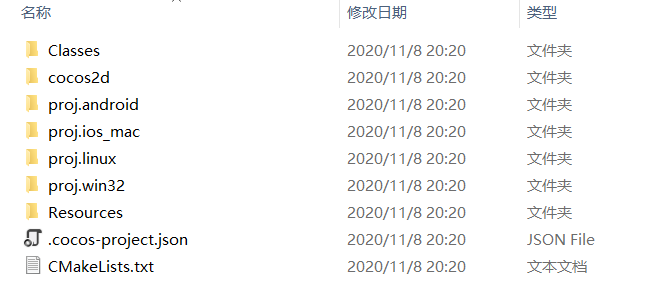 名称 修改日期 类型
Classes 2020/11/8 20:20 文件夹
cocos2d 2020/11/8 20:20 文件夹
proj.android 2020/11/8 20:20 文件夹
proj.ios_mac 2020/11/8 20:20 文件夹
proj.linux 2020/11/8 20:20 文件夹
proj.win32 2020/11/8 20:20 文件夹
Resources 2020/11/8 20:20 文件夹
.cocos-project.json 2020/11/8 20:20 JSON File
CMakeLists.txt 2020/11/8 20:20 文本文档